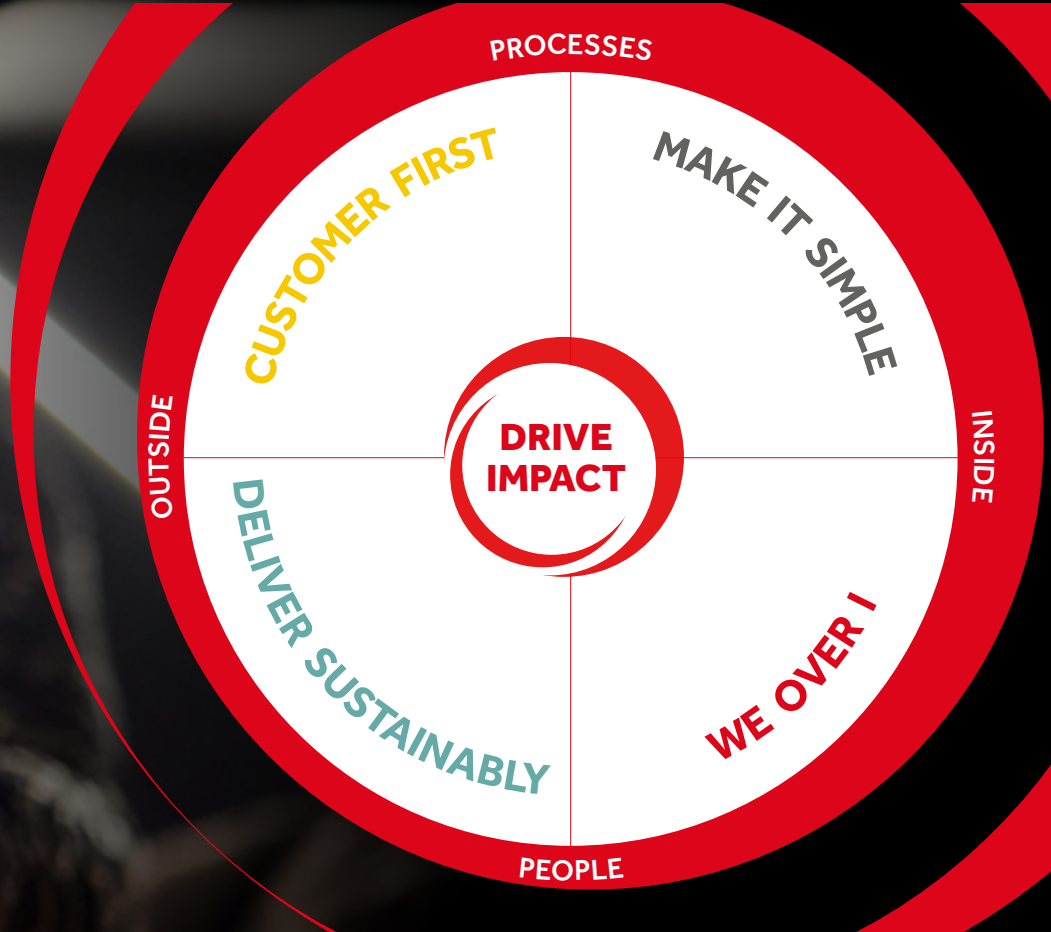 PROCESSES
CUSTOMER FIRST
MAKE IT SIMPLE
OUTSIDE
DRIVE
IMPACT
INSIDE
DELIVER SUSTAINABLY
WE OVER I
PEOPLE